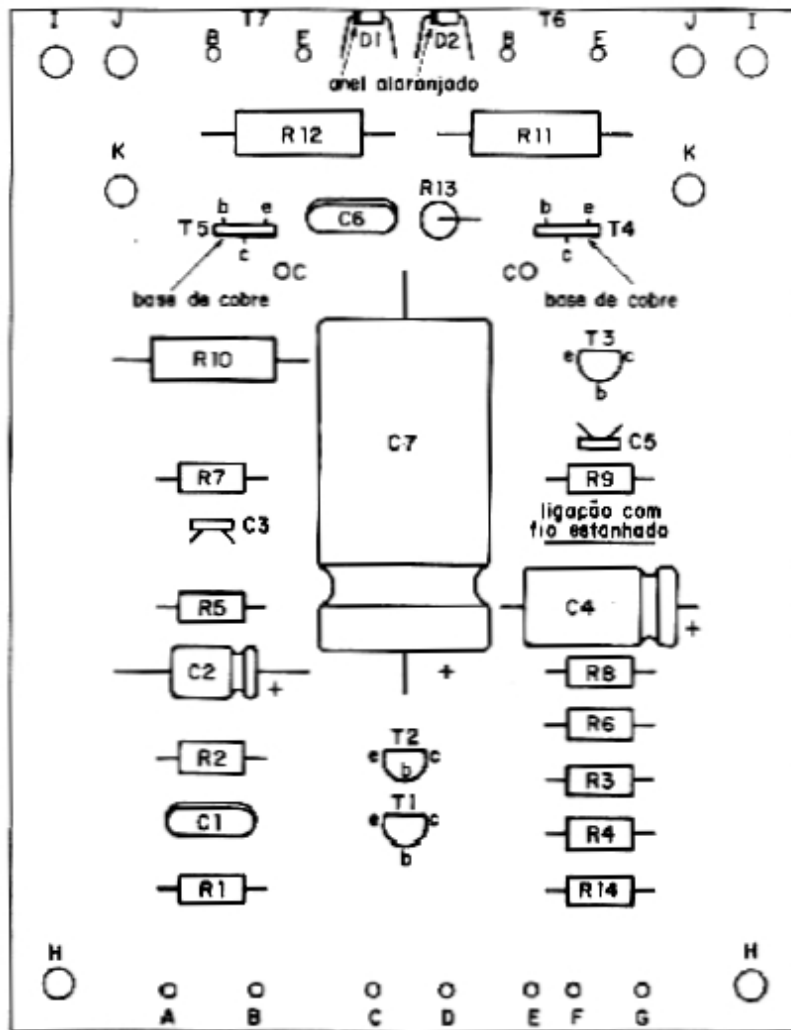 I J T7 D1 D2 T6 J I
B E B E
anel alaranjado
R12 R11
K K
R13
b e C6 b e
T5 T4
c c
C C
base de cobre base de cobre
T3
R10 e c
b
C7 C5
R7 R9
ligação com
fio estanhado
C3
R5 C4
+
C2 R8
+ +
R6
T2
R2 e b c R3
T1
C1 e c R4
b
R1 R14
H H
A B C D E F G